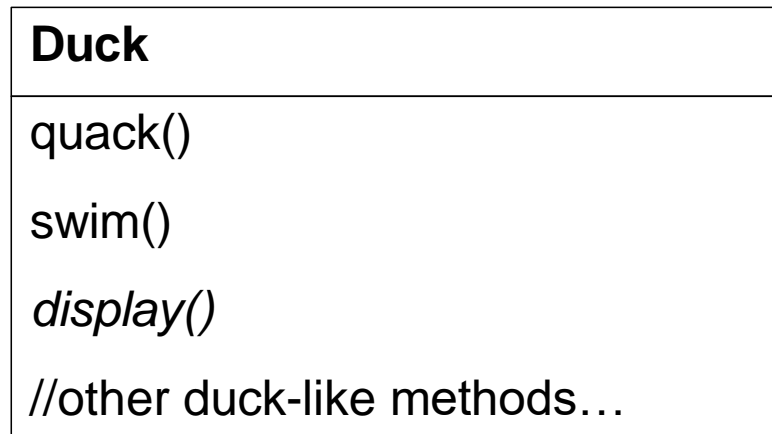 Duck
quack()
swim()
display()
//other duck-like methods…